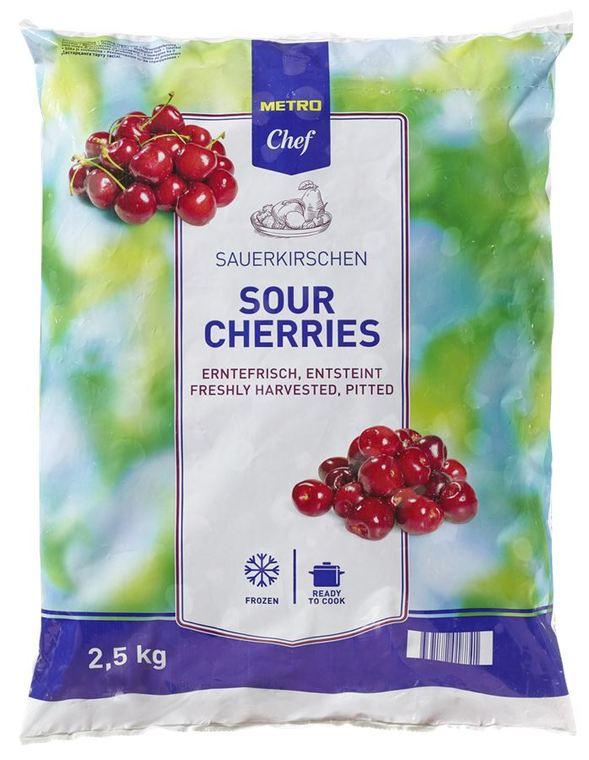 METRO
Chef
SAUERKIRSCHEN
SOUR
CHERRIES
ERNTEFRISCH, ENTSTEINT
FRESHLY HARVESTED, PITTED
FROZEN
READY
TO COOK
2,5 kg